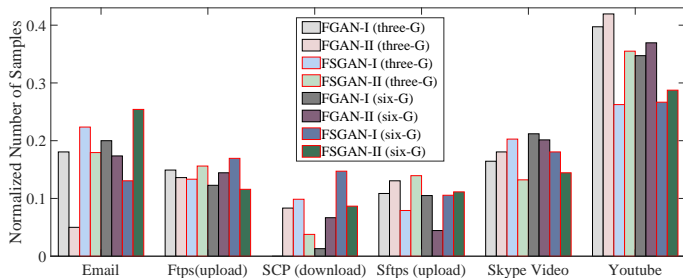 Normalized Number of Samples
0.4
0.3
0.2
0.1
0
FGAN-I (three-G)
FGAN-II (three-G)
FSGAN-I (three-G)
FSGAN-II (three-G)
FGAN-I (six-G)
FGAN-II (six-G)
FSGAN-I (six-G)
FSGAN-II (six-G)
Email
Ftps(upload)
SCP (download)
Sftps (upload)
Skype Video
Youtube